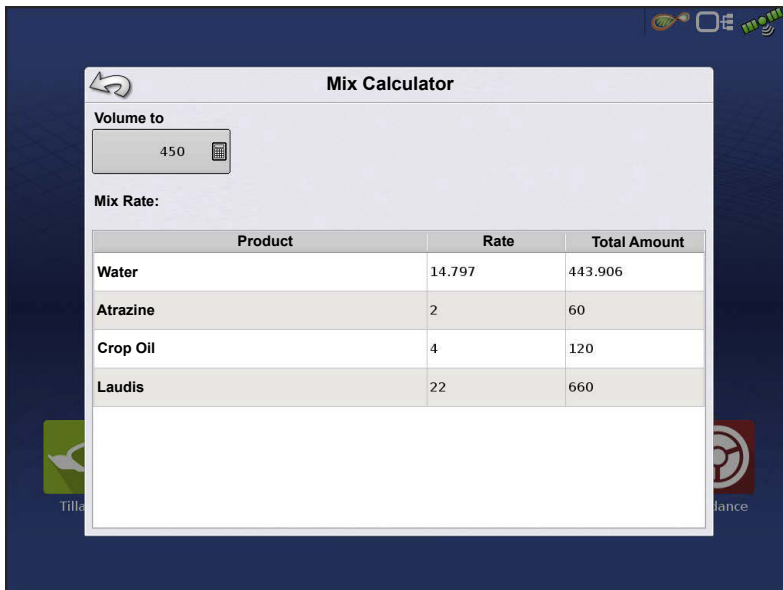 Mix Calculator
Volume to
450
Mix Rate:
Product Rate Total Amount
Water 14.797 443.906
Atrazine 2 60
Crop Oil 4 120
Laudis 22 660
Tilla
dance